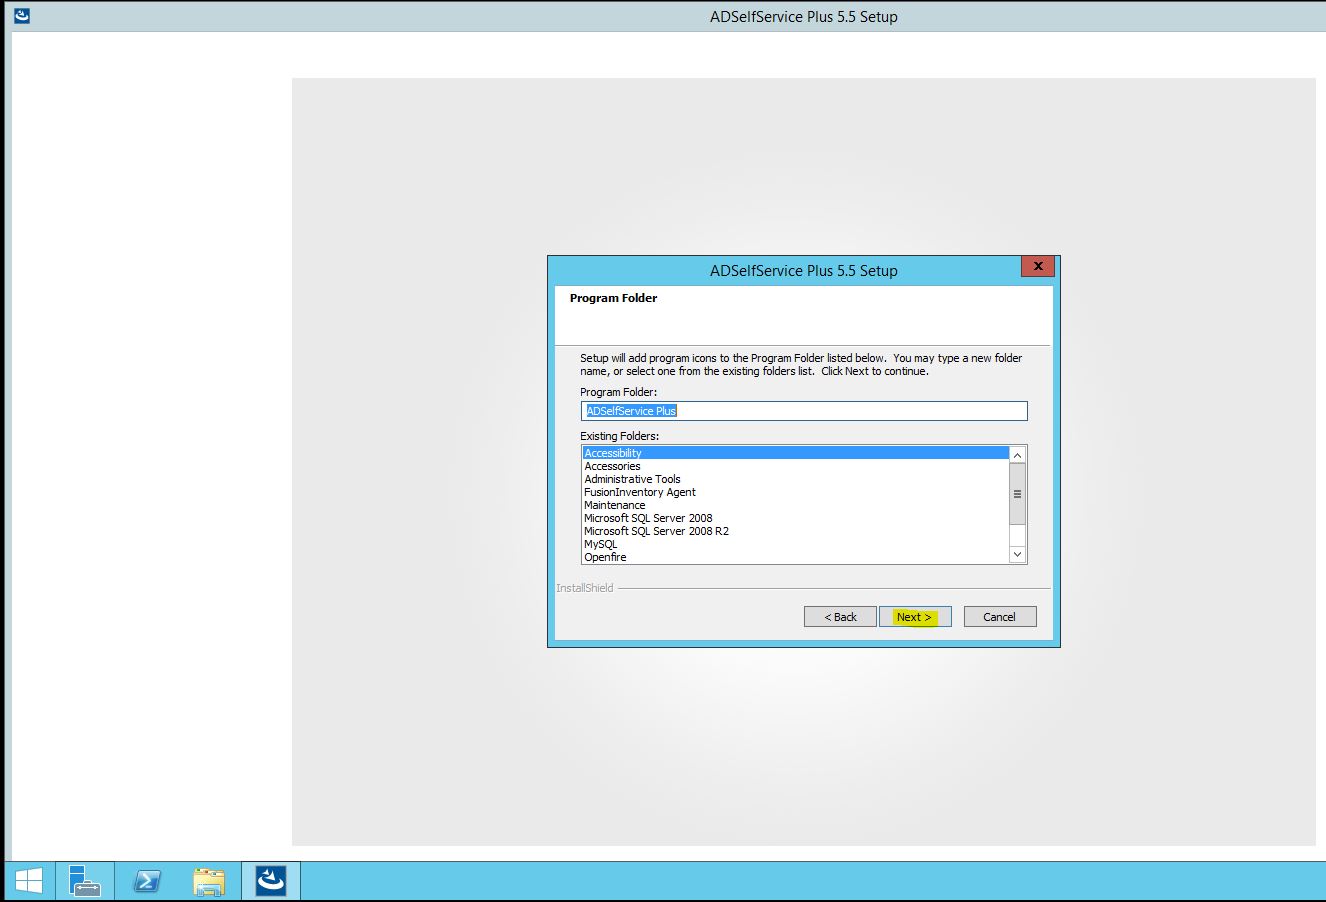 ADSelfService Plus 5.5 Setup
ADSelfService Plus 5.5 Setup
x
Program Folder
Setup will add program icons to the Program Folder listed below.  You may type a new folder
name, or select one from the existing folders list.  Click Next to continue.
Program Folder:
ADSelfService Plus
Existing Folders:
Accessibility
Accessories
Administrative Tools
FusionInventory Agent
Maintenance
Microsoft SQL Server 2008
Microsoft SQL Server 2008 R2
MySQL
Openfire
InstallShield
< Back
Next >
Cancel